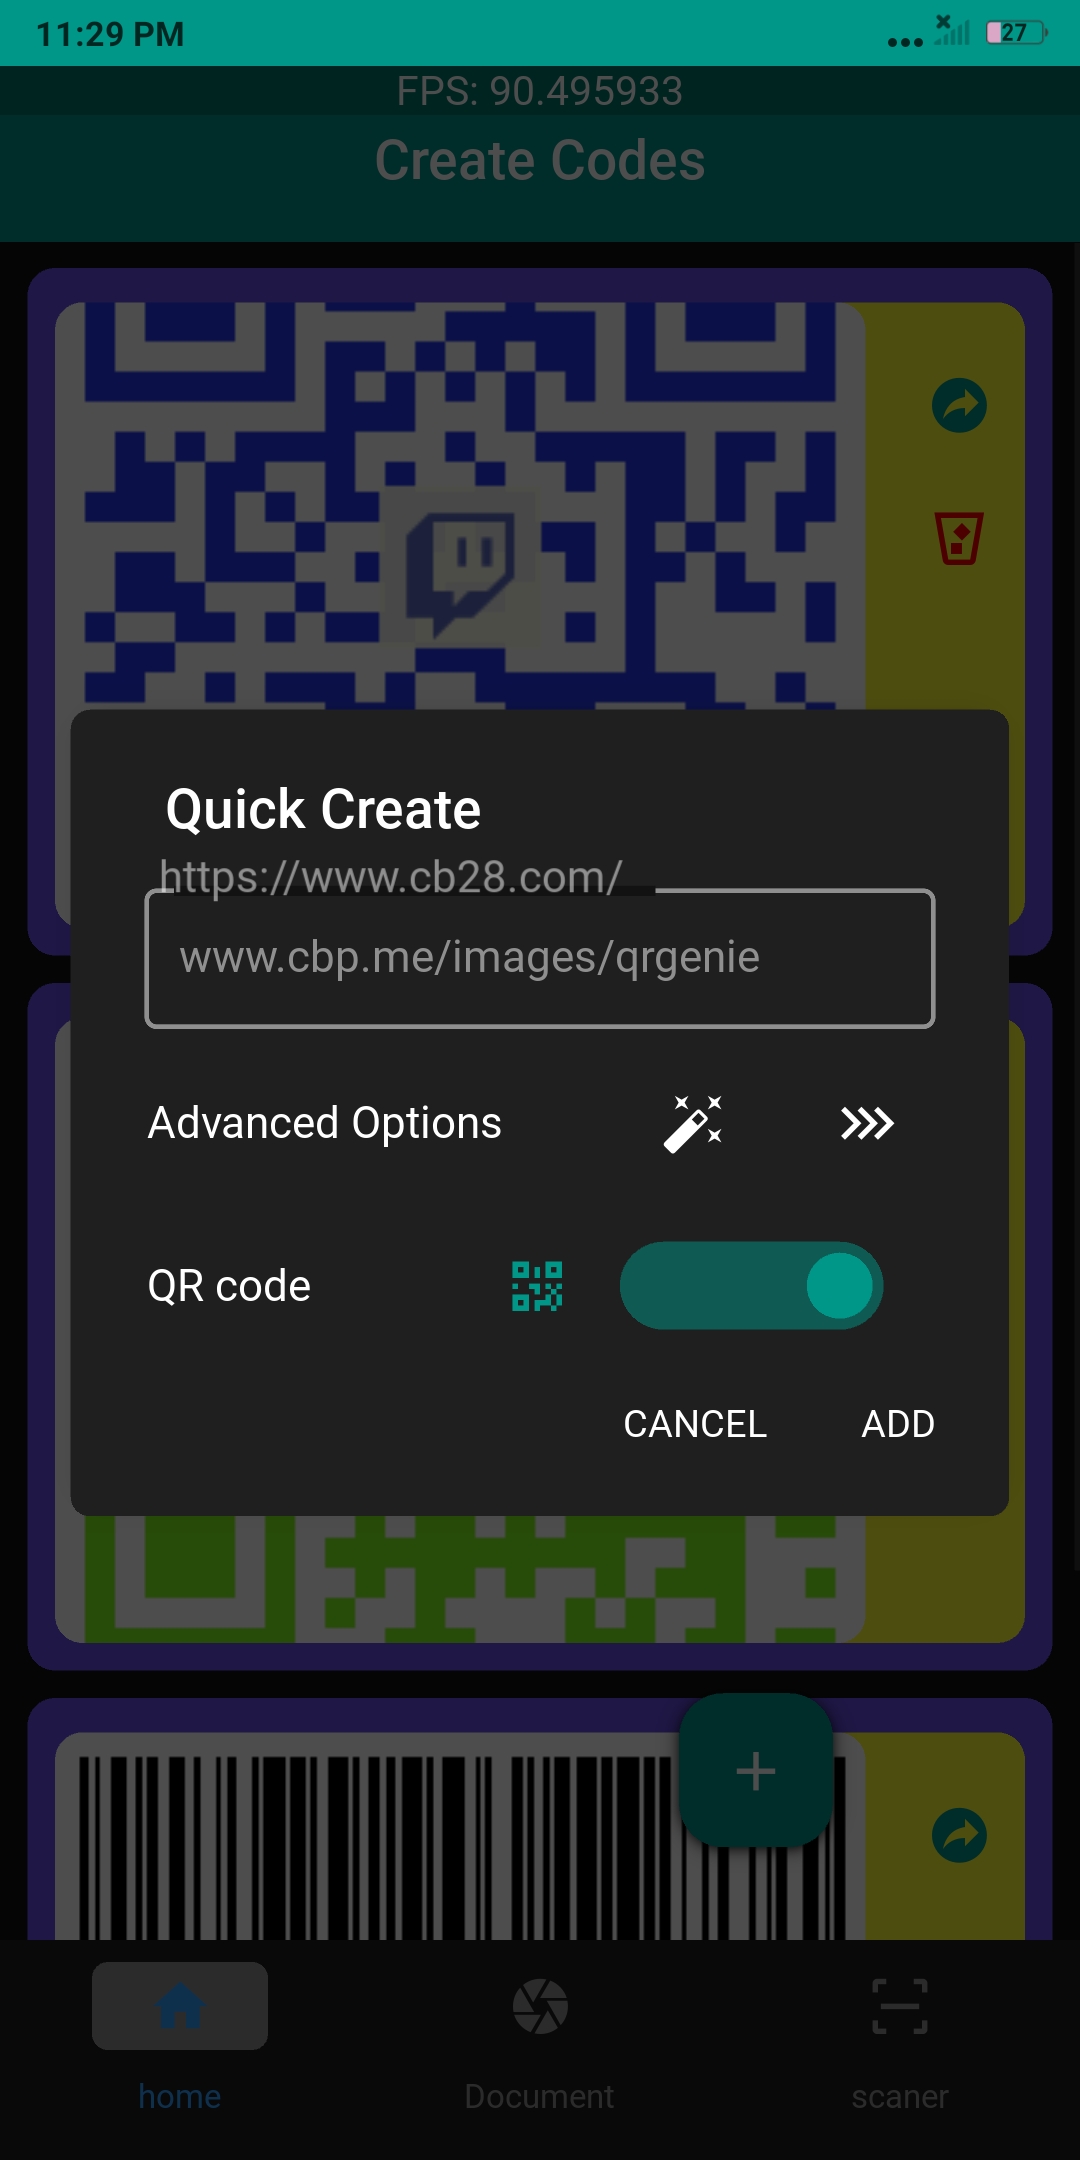 11:29 PM
27
FPS: 90.495933
Create Codes
Quick Create
https://www.cb28.com/
www.cbp.me/images/qrgenie
Advanced Options
QR code
CANCEL
ADD
home
Document
scaner